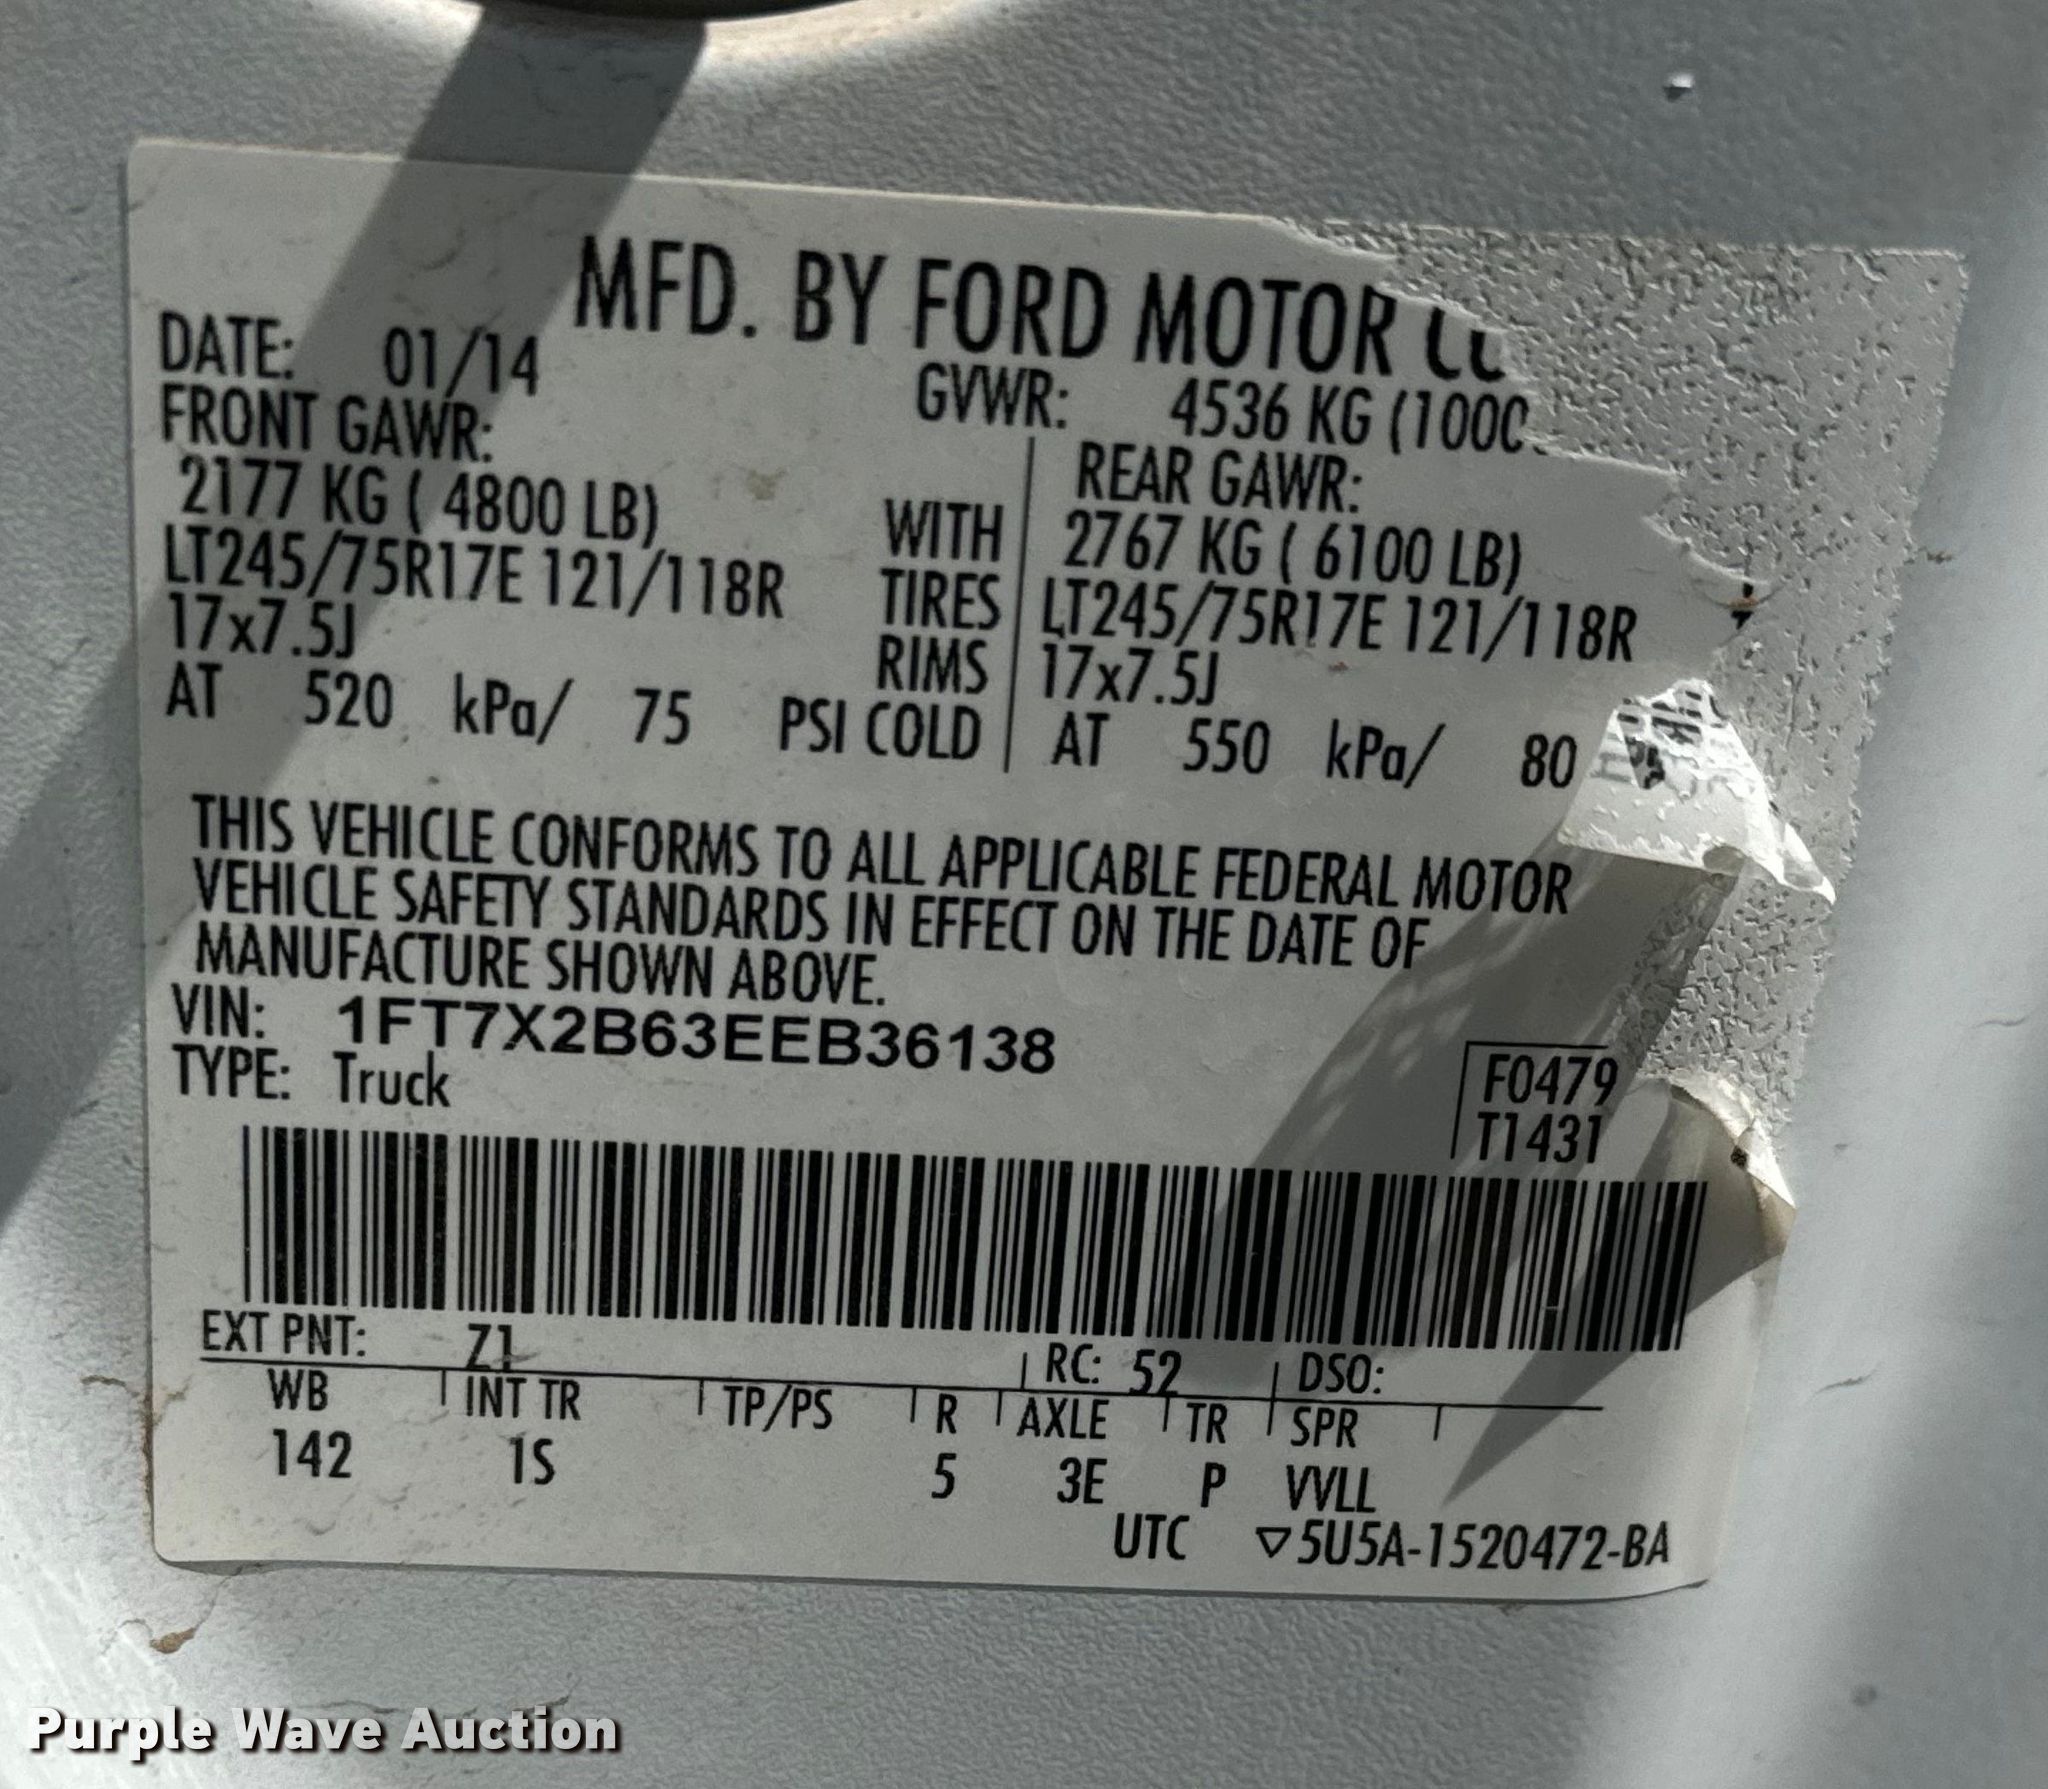 MFD. BY FORD MOTOR
DATE: 01/14
GVWR: 4536 KG
FRONT GAWR:
REAR GAWR:
2177 KG ( 4800 LB)
WITH
2767 KG ( 6100 LB)
LT245/75R17E 121/118R
TIRES
LT245/75R17E 121/118R
17x7.5J
RIMS
17x7.5J
AT 520 kPa/ 75 PSI COLD
AT 550 kPa/ 80
THIS VEHICLE CONFORMS TO ALL APPLICABLE FEDERAL MOTOR
VEHICLE SAFETY STANDARDS IN EFFECT ON THE DATE OF
MANUFACTURE SHOWN ABOVE.
VIN: 1FT7X2B63EEB36138
TYPE: Truck
F0479
T1431
EXT PNT: Z1 RC: 52 DSO:
WB INT TR TP/PS R AXLE TR SPR
142 1S 5 3E P VVLL
UTC ▽5U5A-1520472-BA
Purple Wave Auction